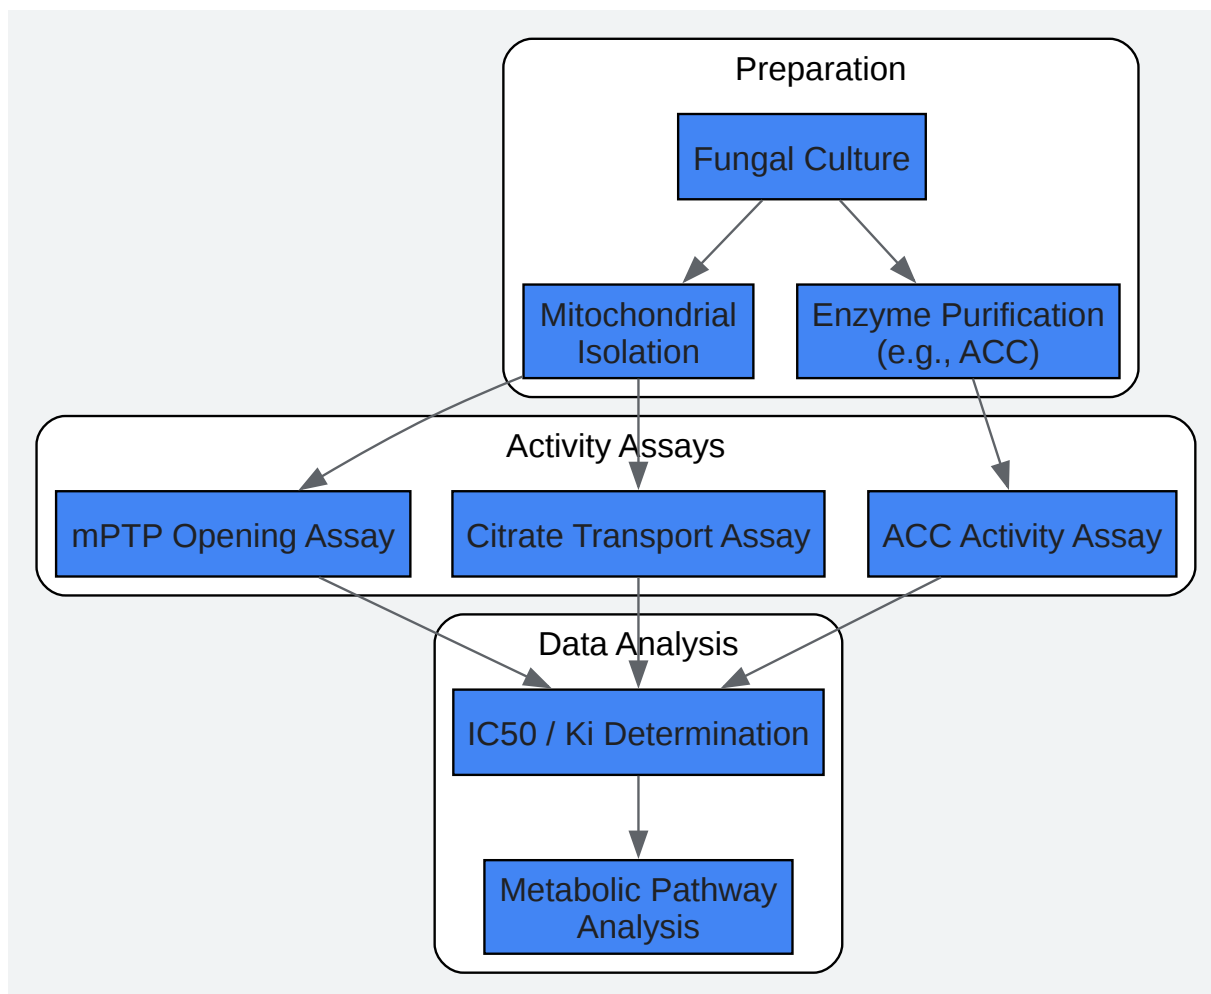 Preparation
Fungal Culture
Mitochondrial
Isolation
Enzyme Purification
(e.g., ACC)
Activity Assays
mPTP Opening Assay
Citrate Transport Assay
ACC Activity Assay
Data Analysis
IC50 / Ki Determination
Metabolic Pathway
Analysis